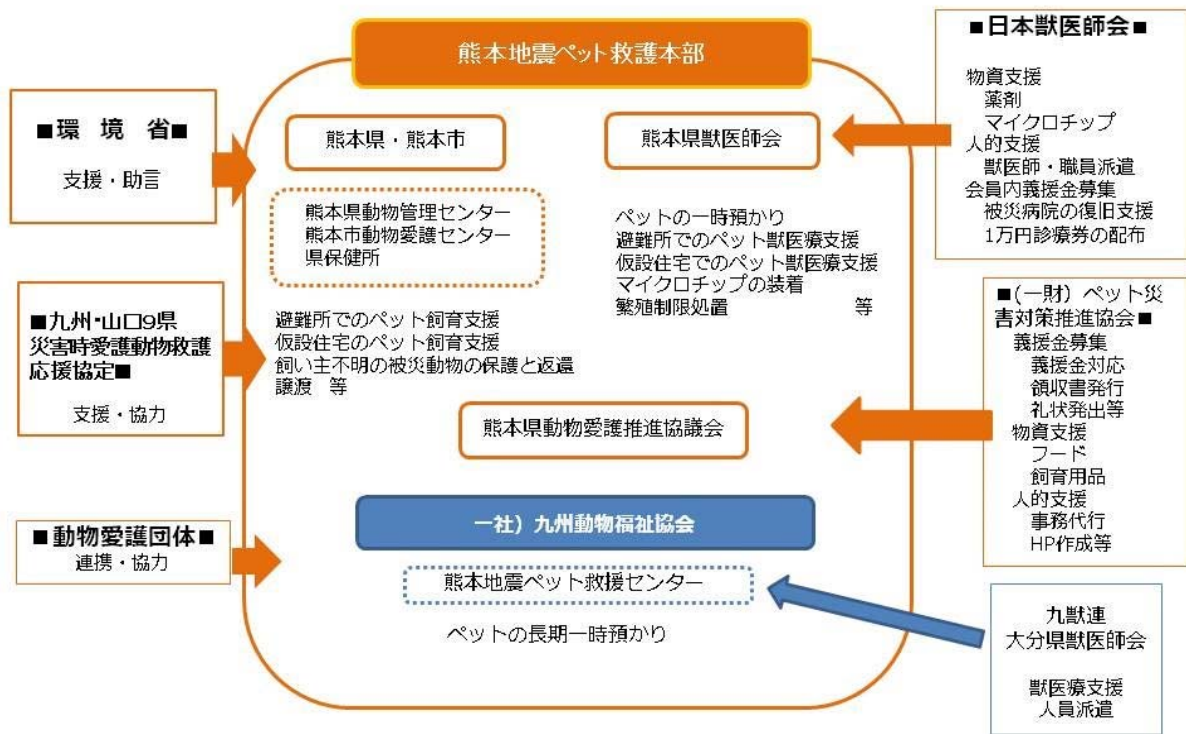 熊本地震ペット救護本部
■環 境 省■
支援・助言
■九州・山口9県
災害時愛護動物救護
応援協定■
支援・協力
■動物愛護団体■
連携・協力
熊本県・熊本市
熊本県動物管理センター
熊本市動物愛護センター
県保健所
避難所でのペット飼育支援
仮設住宅のペット飼育支援
飼い主不明の被災動物の保護と返還
譲渡 等
熊本県獣医師会
ペットの一時預かり
避難所でのペット獣医療支援
仮設住宅でのペット獣医療支援
マイクロチップの装着
繁殖制限処置 等
熊本県動物愛護推進協議会
一社）九州動物福祉協会
熊本地震ペット救援センター
ペットの長期一時預かり
■日本獣医師会■
物資支援
薬剤
マイクロチップ
人的支援
獣医師・職員派遣
会員内義援金募集
被災病院の復旧支援
1万円診療券の配布
■(一財）ペット災
害対策推進協会■
義援金募集
義援金対応
領収書発行
礼状発出等
物資支援
フード
飼育用品
人的支援
事務代行
HP作成等
九獣連
大分県獣医師会
獣医療支援
人員派遣